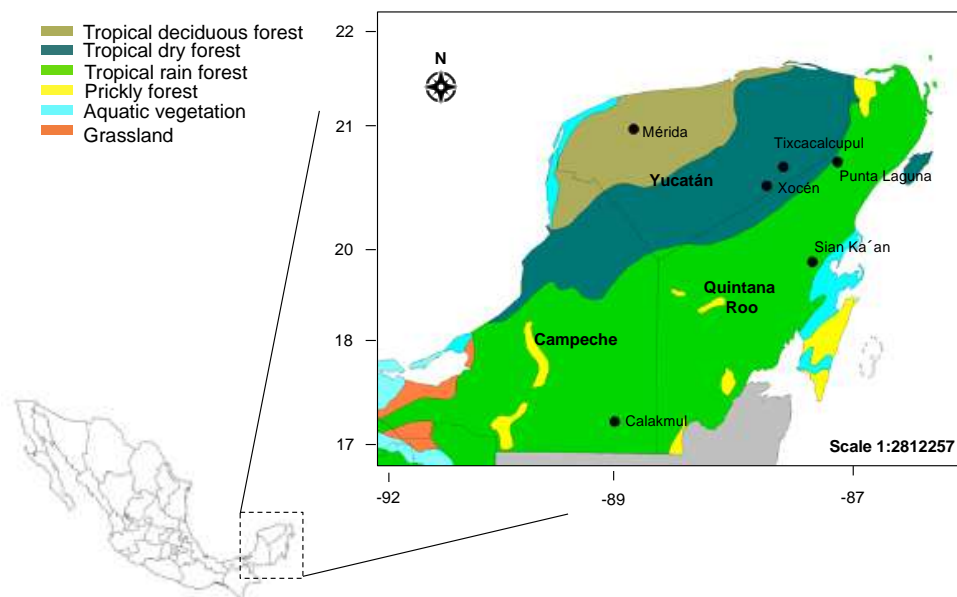 Tropical deciduous forest
Tropical dry forest
Tropical rain forest
Prickly forest
Aquatic vegetation
Grassland
22
21
20
18
17
N
Mérida
Tixcacalcupul
Yucatán
Xocén
Punta Laguna
Sian Ka´an
Quintana
Roo
Campeche
Calakmul
Scale 1:2812257
-92
-89
-87